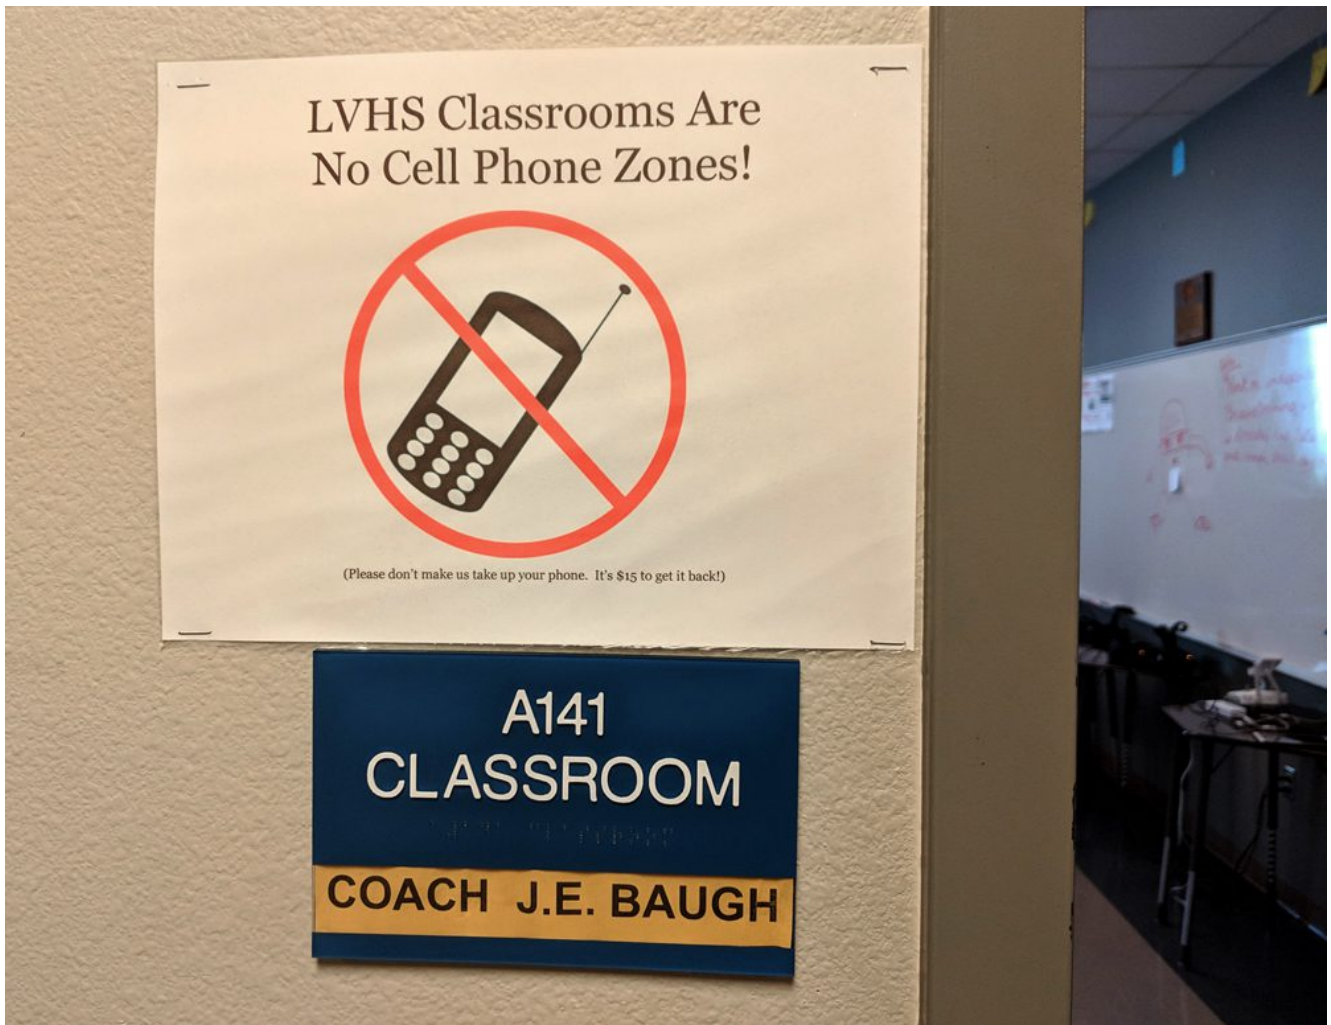 LVHS Classrooms Are
No Cell Phone Zones!
(Please don't make us take up your phone.  It's $15 to get it back!)
A141
CLASSROOM
COACH J.E. BAUGH